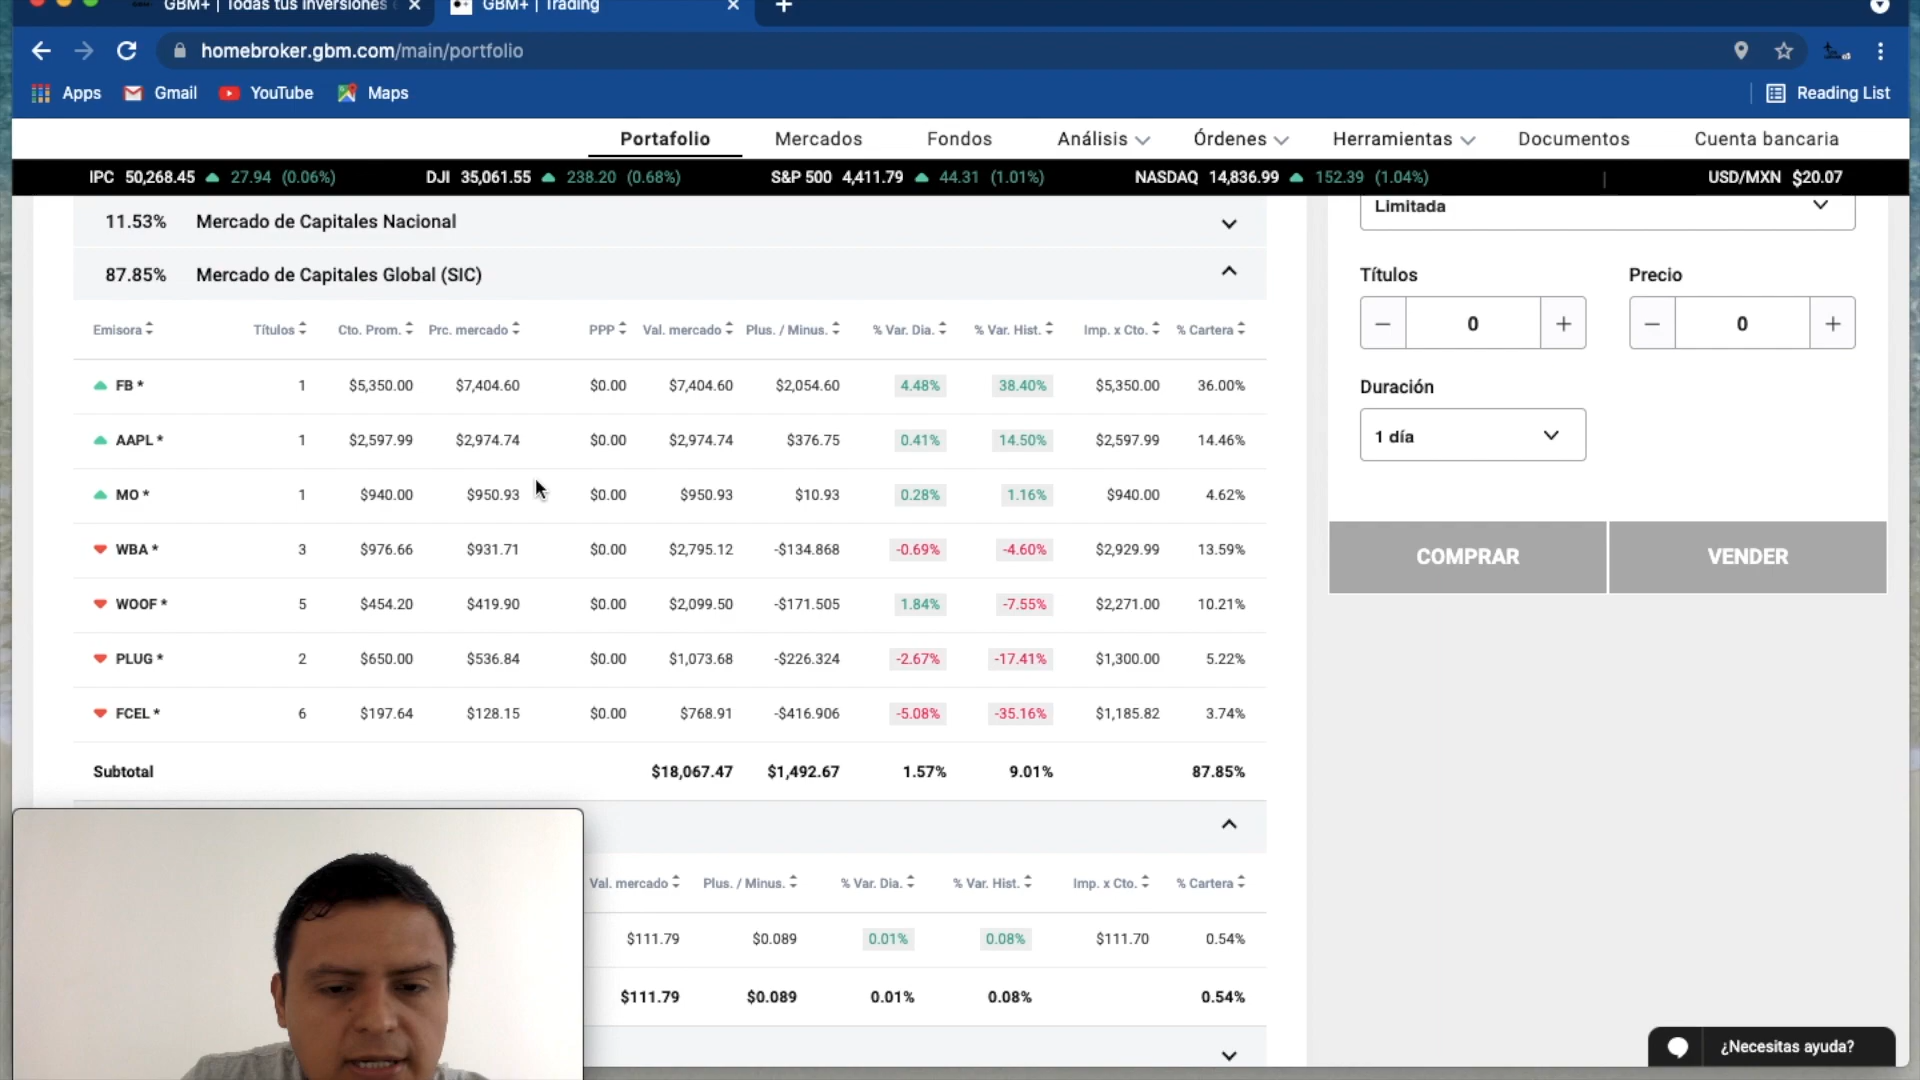 GBM+ | Todas tus inversiones
GBM+ | Trading
homebroker.gbm.com/main/portfolio
Apps Gmail YouTube Maps Reading List
Portafolio Mercados Fondos Análisis Órdenes Herramientas Documentos Cuenta bancaria
IPC 50,268.45 27.94 (0.06%) DJI 35,061.55 238.20 (0.68%) S&P 500 4,411.79 44.31 (1.01%) NASDAQ 14,836.99 152.39 (1.04%) USD/MXN $20.07
11.53% Mercado de Capitales Nacional
87.85% Mercado de Capitales Global (SIC)
Emisora Títulos Cto. Prom. Prc. mercado PPP Val. mercado Plus. / Minus. % Var. Dia. % Var. Hist. Imp. x Cto. % Cartera
FB * 1 $5,350.00 $7,404.60 $0.00 $7,404.60 $2,054.60 4.48% 38.40% $5,350.00 36.00%
AAPL * 1 $2,597.99 $2,974.74 $0.00 $2,974.74 $376.75 0.41% 14.50% $2,597.99 14.46%
MO * 1 $940.00 $950.93 $0.00 $950.93 $10.93 0.28% 1.16% $940.00 4.62%
WBA * 3 $976.66 $931.71 $0.00 $2,795.12 -$134.868 -0.69% -4.60% $2,929.99 13.59%
WOOF * 5 $454.20 $419.90 $0.00 $2,099.50 -$171.505 1.84% -7.55% $2,271.00 10.21%
PLUG * 2 $650.00 $536.84 $0.00 $1,073.68 -$226.324 -2.67% -17.41% $1,300.00 5.22%
FCEL * 6 $197.64 $128.15 $0.00 $768.91 -$416.906 -5.08% -35.16% $1,185.82 3.74%
Subtotal $18,067.47 $1,492.67 1.57% 9.01% 87.85%
Val. mercado Plus. / Minus. % Var. Dia. % Var. Hist. Imp. x Cto. % Cartera
$111.79 $0.089 0.01% 0.08% $111.70 0.54%
$111.79 $0.089 0.01% 0.08% 0.54%
Limitada
Títulos Precio
0 0
Duración
1 día
COMPRAR VENDER
¿Necesitas ayuda?